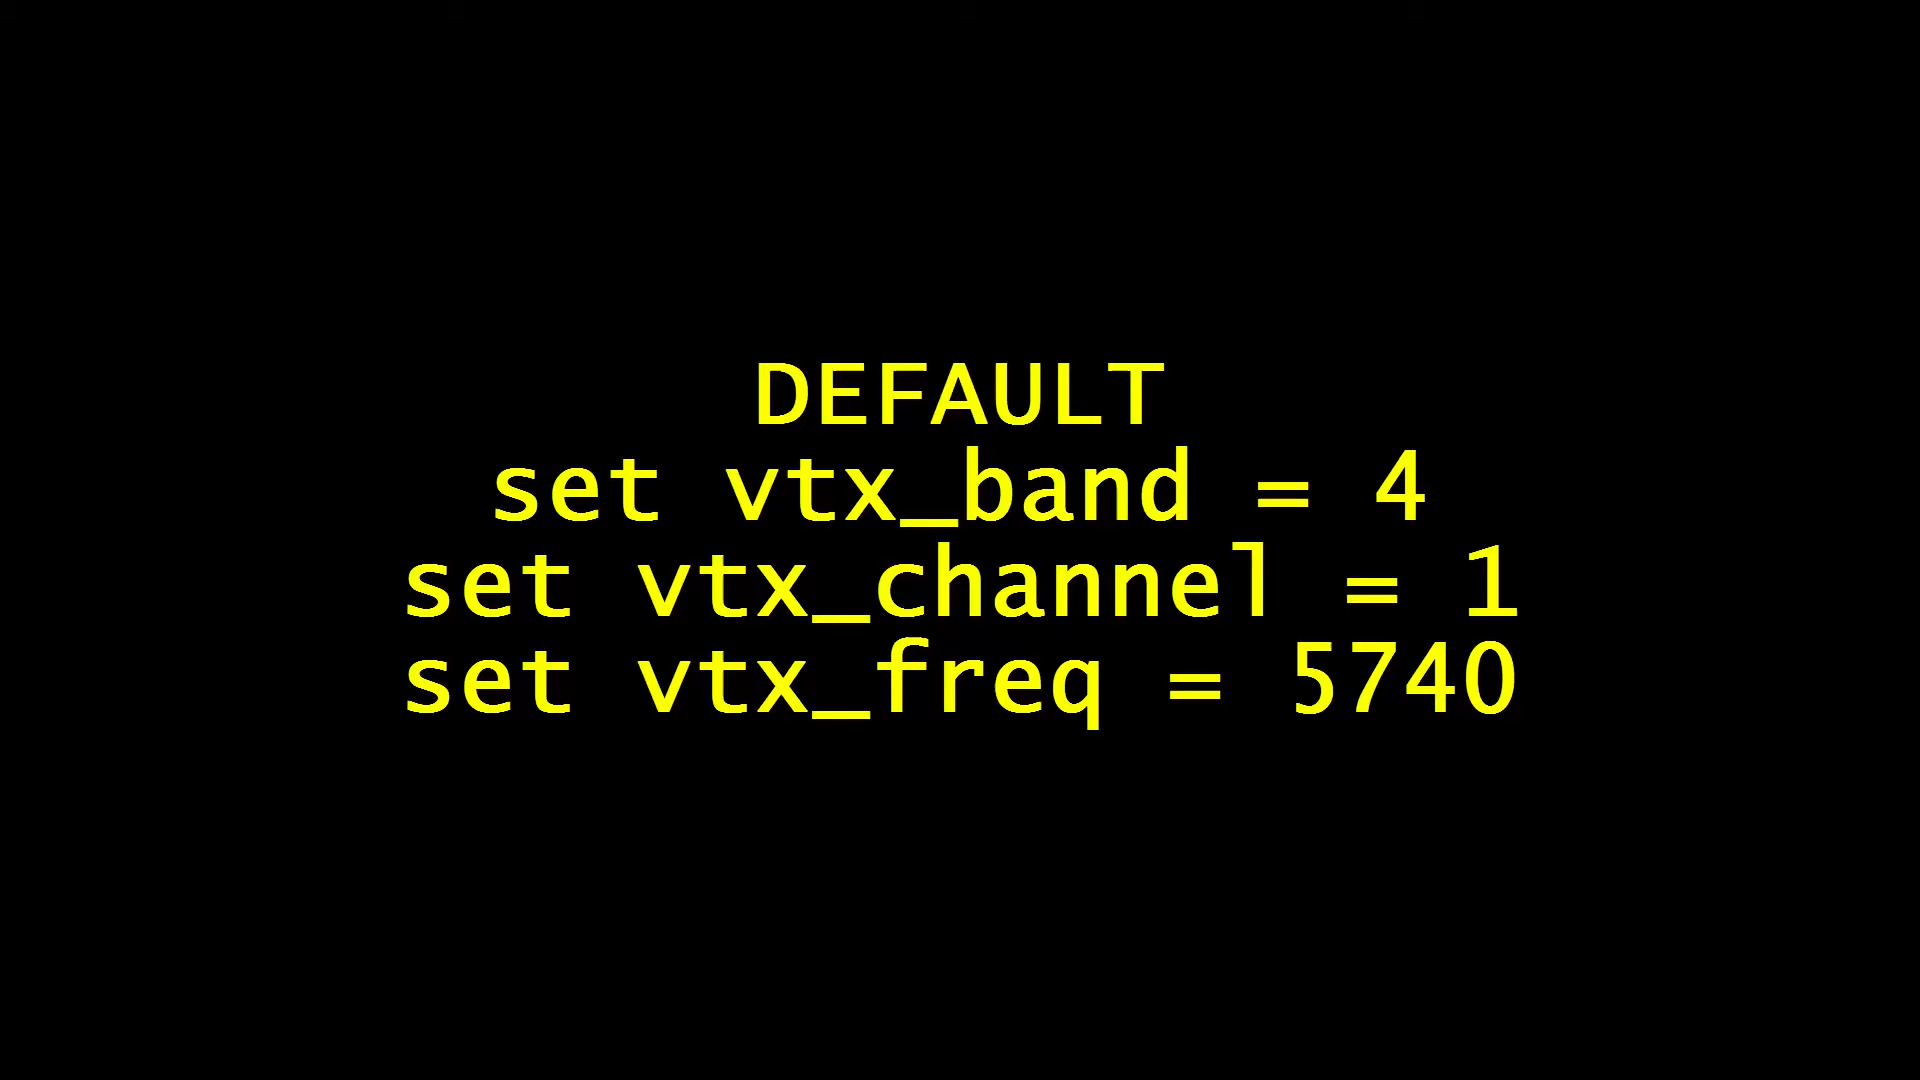 DEFAULT
set vtx_band = 4
set vtx_channel = 1
set vtx_freq = 5740